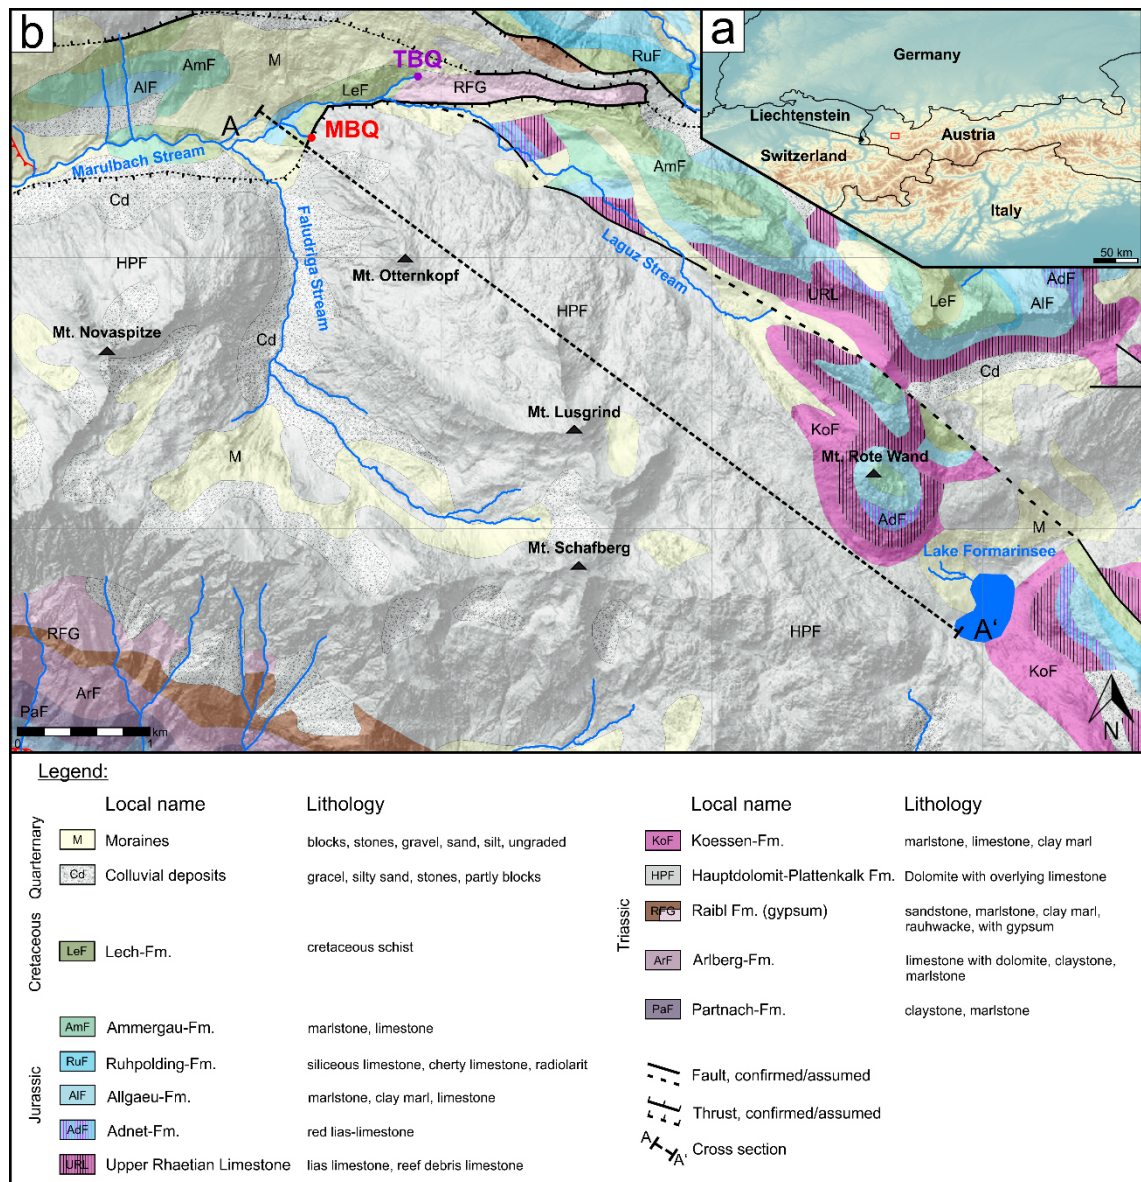 b
a
TBQ
M
AmF
AlF
LeF
RFG
RuF
A
MBQ
Marulbach Stream
Cd
Germany
Liechtenstein
Austria
Switzerland
Italy
50 km
AmF
HPF
Faludriga Stream
Mt. Otternkopf
Laguz Stream
HPF
URL
LeF
AdF
AlF
Mt. Novaspitze
Cd
Cd
Mt. Lusgrind
KoF
Mt. Rote Wand
M
AdF
M
Mt. Schafberg
Lake Formarinsee
A'
RFG
HPF
KoF
ArF
PaF
0
1
km
N
Legend:
Local name
Lithology
Quarternary
M
Moraines
blocks, stones, gravel, sand, silt, ungraded
Cd
Colluvial deposits
gracel, silty sand, stones, partly blocks
Cretaceous
LeF
Lech-Fm.
cretaceous schist
Jurassic
AmF
Ammergau-Fm.
marlstone, limestone
RuF
Ruhpolding-Fm.
siliceous limestone, cherty limestone, radiolarit
AlF
Allgaeu-Fm.
marlstone, clay marl, limestone
AdF
Adnet-Fm.
red lias-limestone
URL
Upper Rhaetian Limestone
lias limestone, reef debris limestone
Local name
Lithology
Triassic
KoF
Koessen-Fm.
marlstone, limestone, clay marl
HPF
Hauptdolomit-Plattenkalk Fm.
Dolomite with overlying limestone
RFG
Raibl Fm. (gypsum)
sandstone, marlstone, clay marl,
rauhwacke, with gypsum
ArF
Arlberg-Fm.
limestone with dolomite, claystone,
marlstone
PaF
Partnach-Fm.
claystone, marlstone
Fault, confirmed/assumed
Thrust, confirmed/assumed
A
A'
Cross section